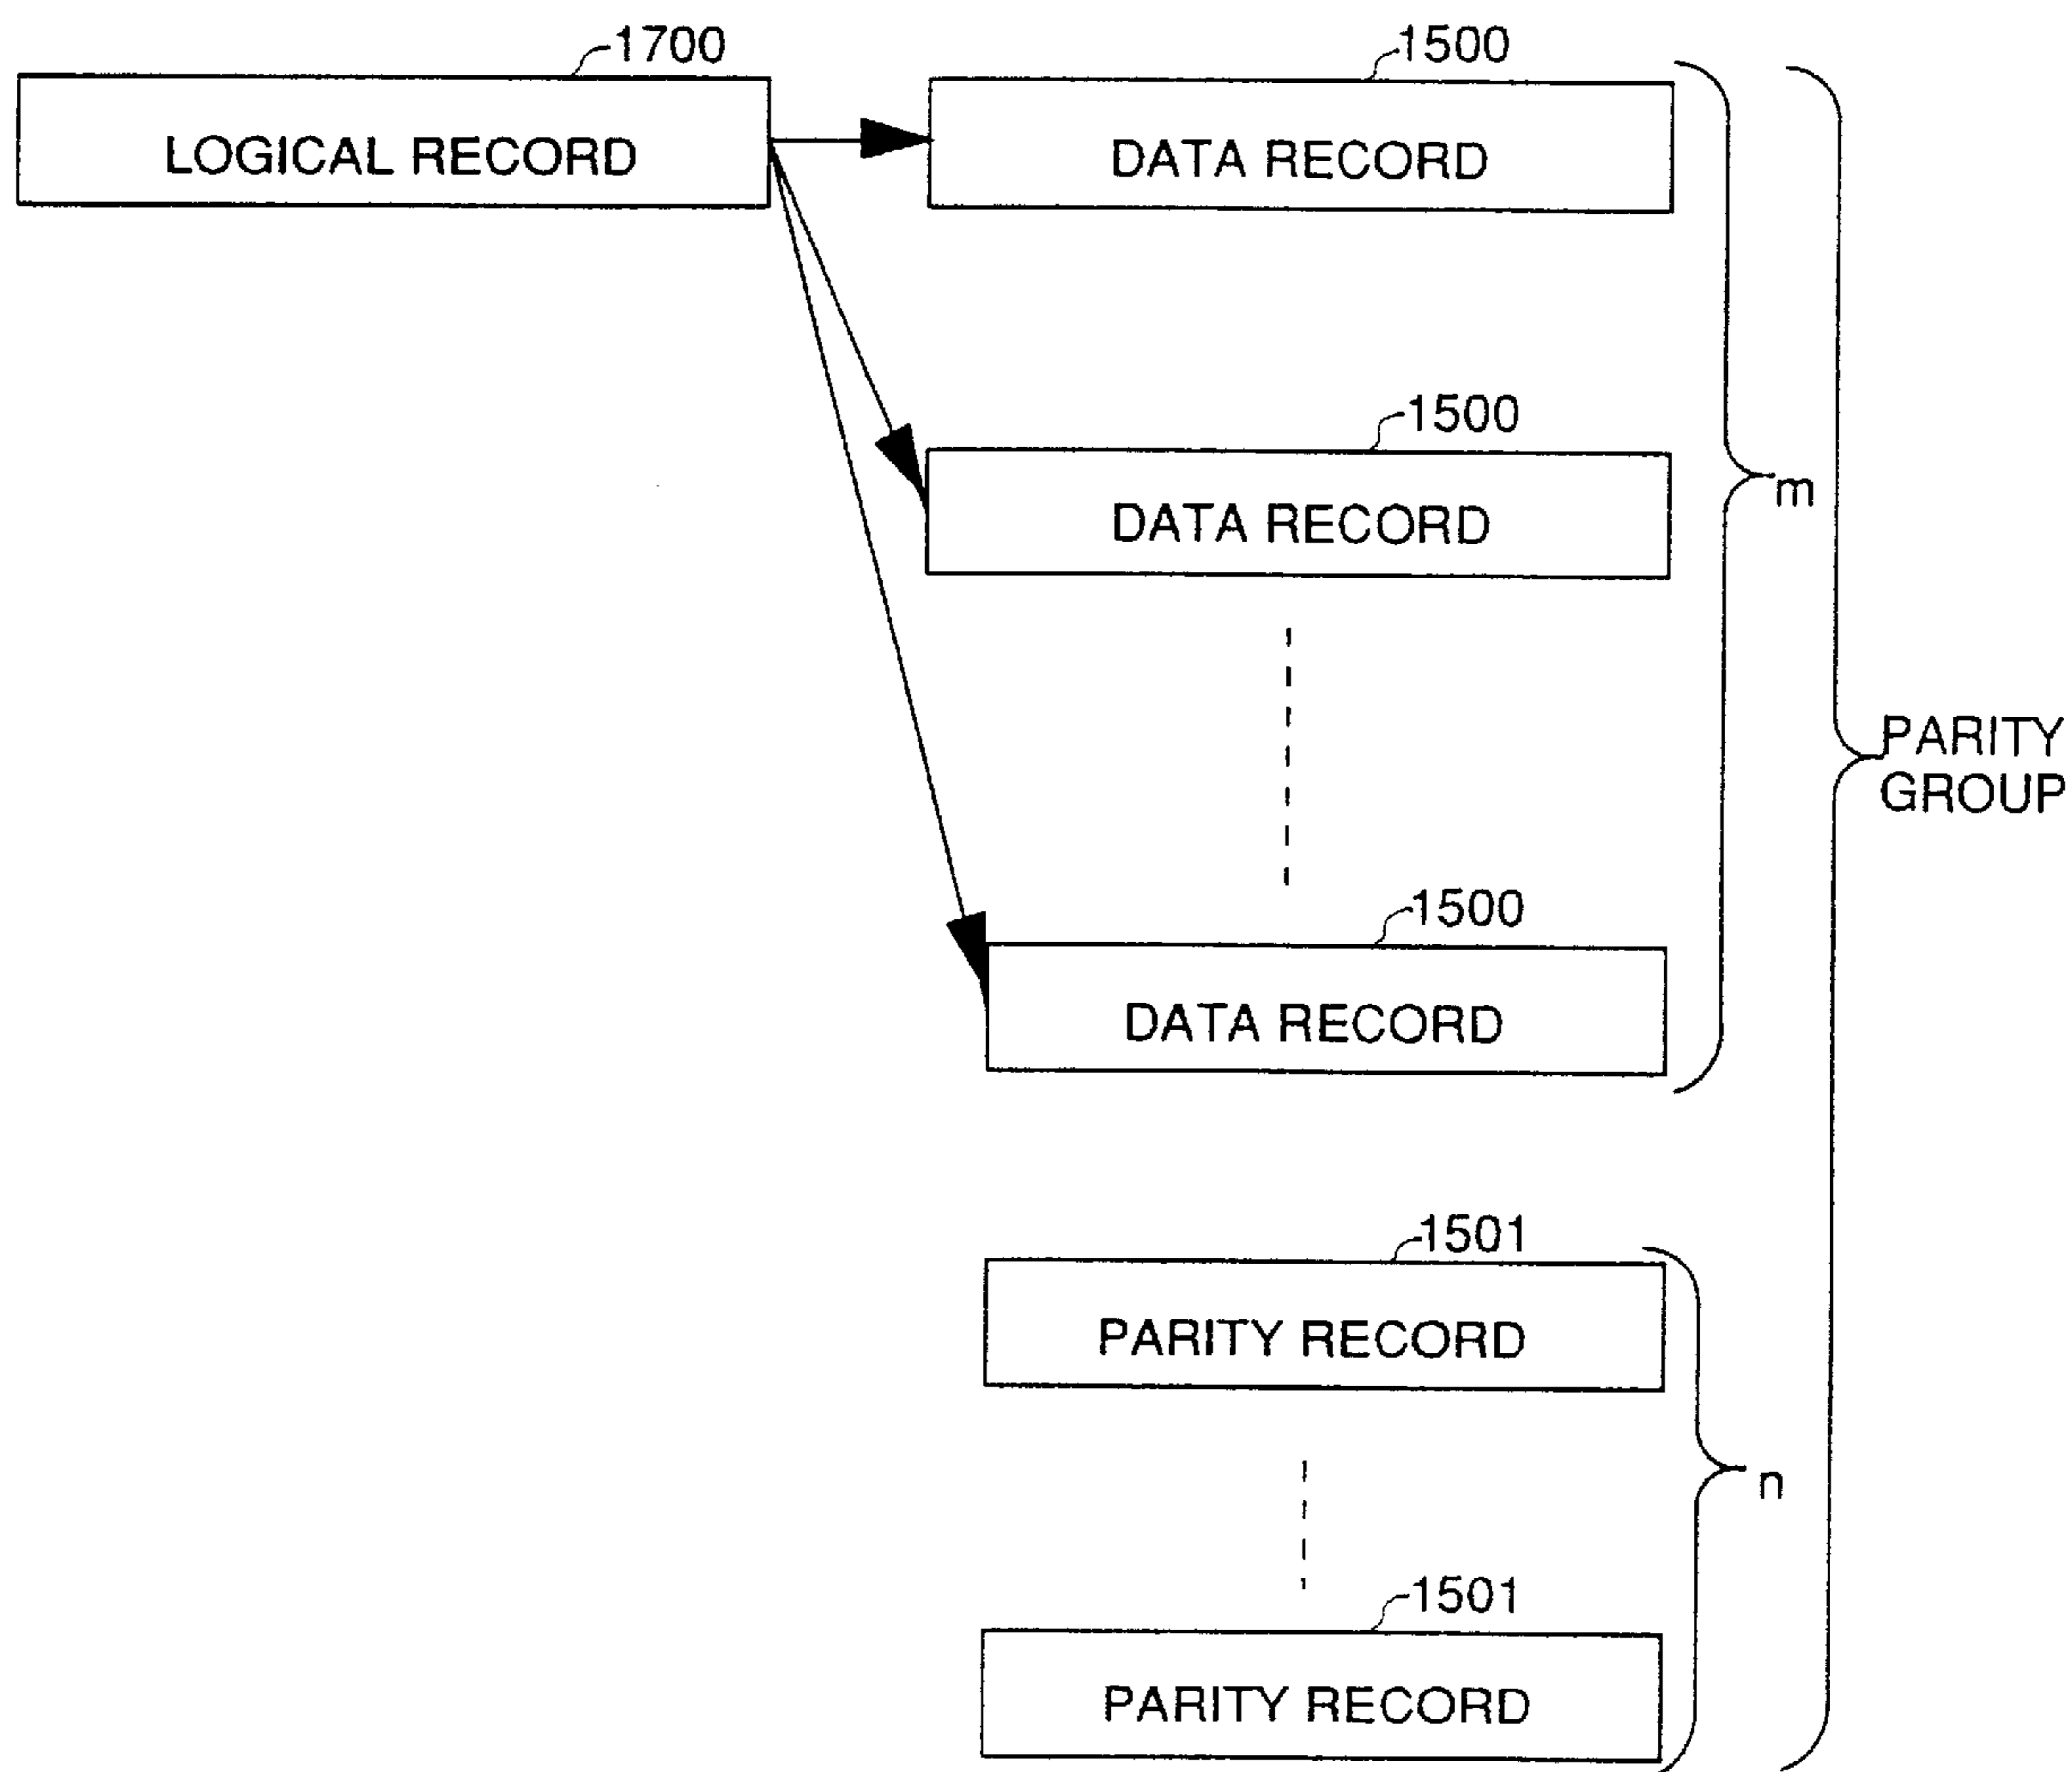 1700
LOGICAL RECORD
1500
DATA RECORD
1500
DATA RECORD
m
PARITY
GROUP
1500
DATA RECORD
1501
PARITY RECORD
n
1501
PARITY RECORD